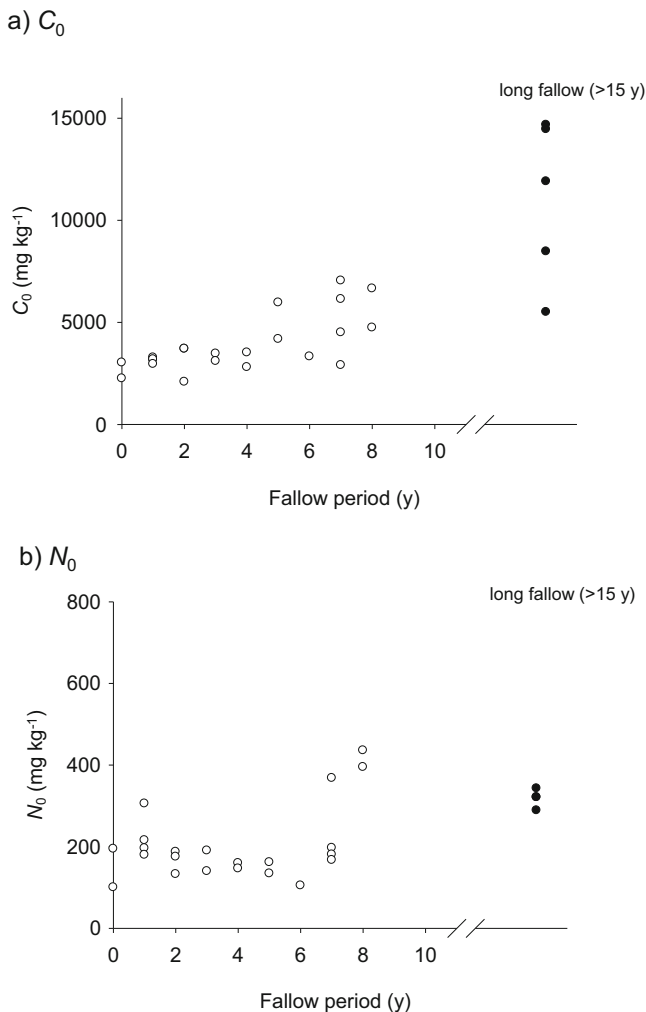 a) C₀
long fallow (>15 y)
15000
10000
5000
0
C₀ (mg kg⁻¹)
0 2 4 6 8 10
Fallow period (y)
b) N₀
long fallow (>15 y)
800
600
400
200
0
N₀ (mg kg⁻¹)
0 2 4 6 8 10
Fallow period (y)